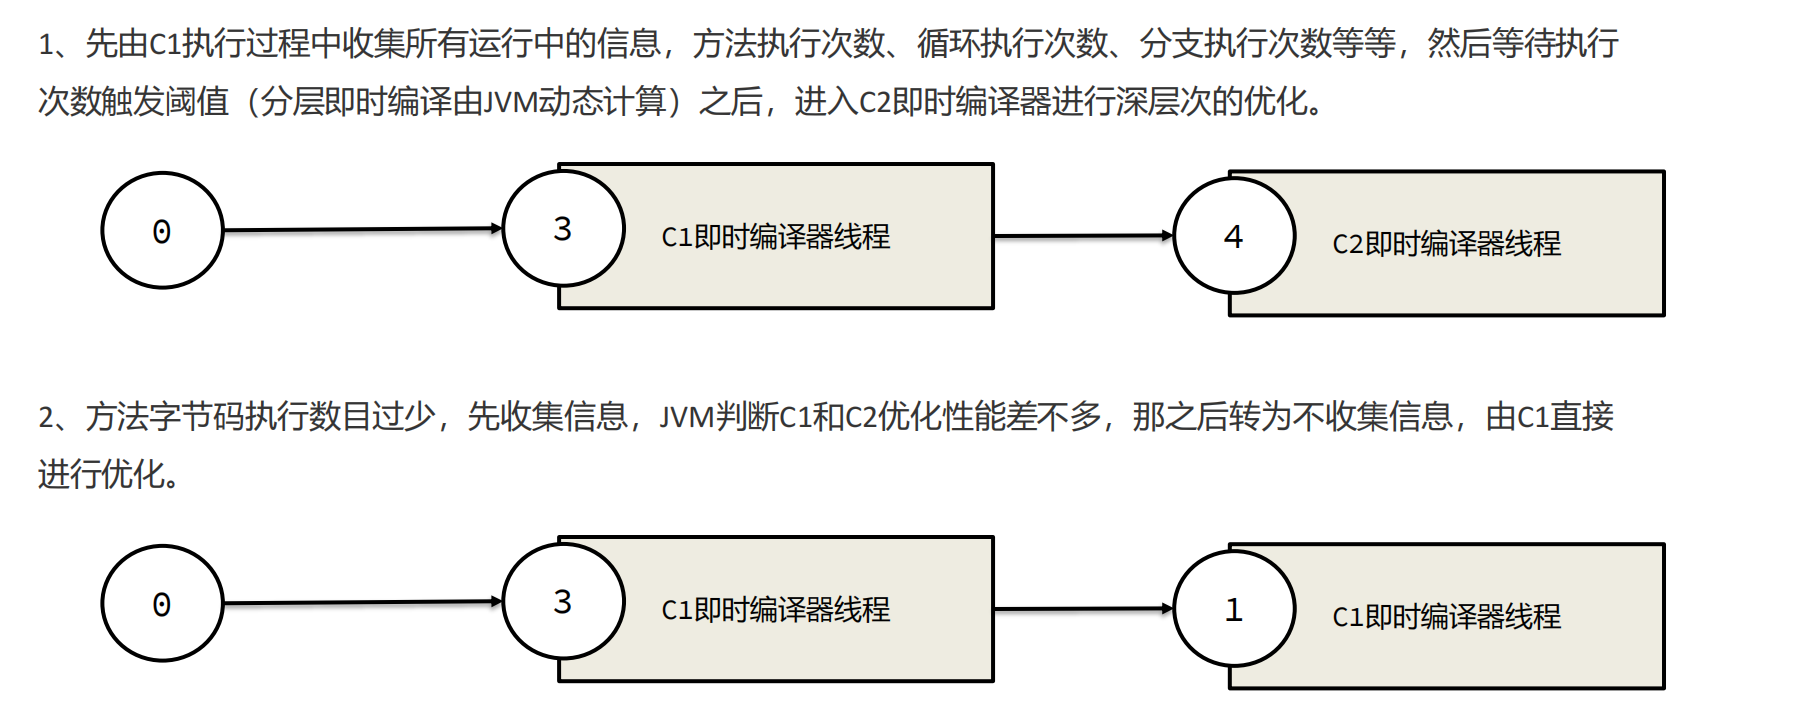 1、先由C1执行过程中收集所有运行中的信息，方法执行次数、循环执行次数、分支执行次数等等，然后等待执行
次数触发阈值（分层即时编译由JVM动态计算）之后，进入C2即时编译器进行深层次的优化。
0
3
C1即时编译器线程
4
C2即时编译器线程
2、方法字节码执行数目过少，先收集信息，JVM判断C1和C2优化性能差不多，那之后转为不收集信息，由C1直接
进行优化。
0
3
C1即时编译器线程
1
C1即时编译器线程